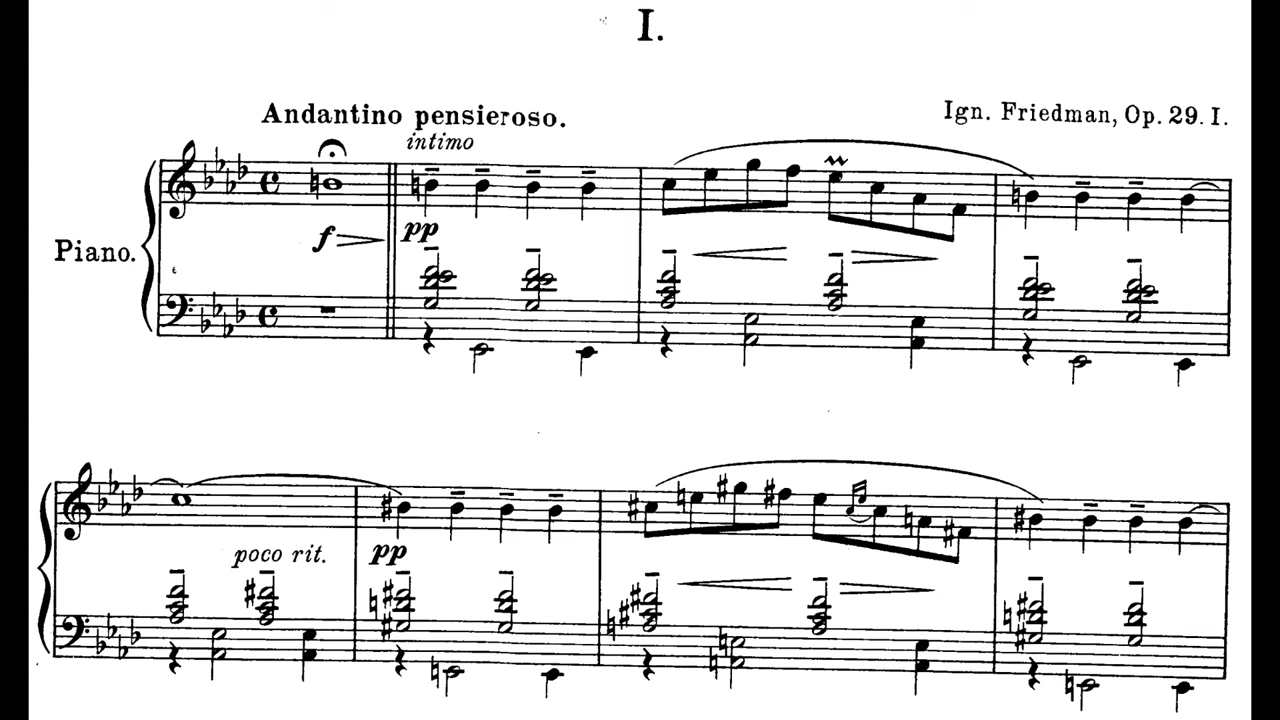 I.
Andantino pensieroso.
Ign. Friedman, Op. 29. I.
intimo
Piano.
f
pp
poco rit.
pp